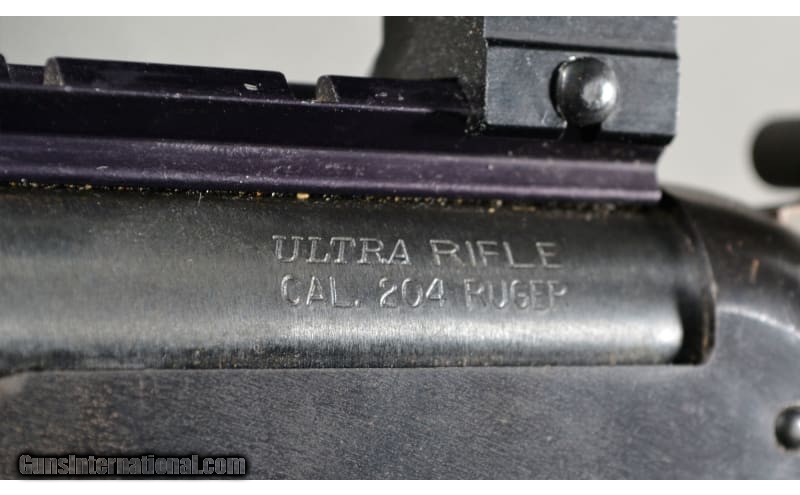 ULTRA RIFLE
CAL. 204 RUGER
GunsInternational.com